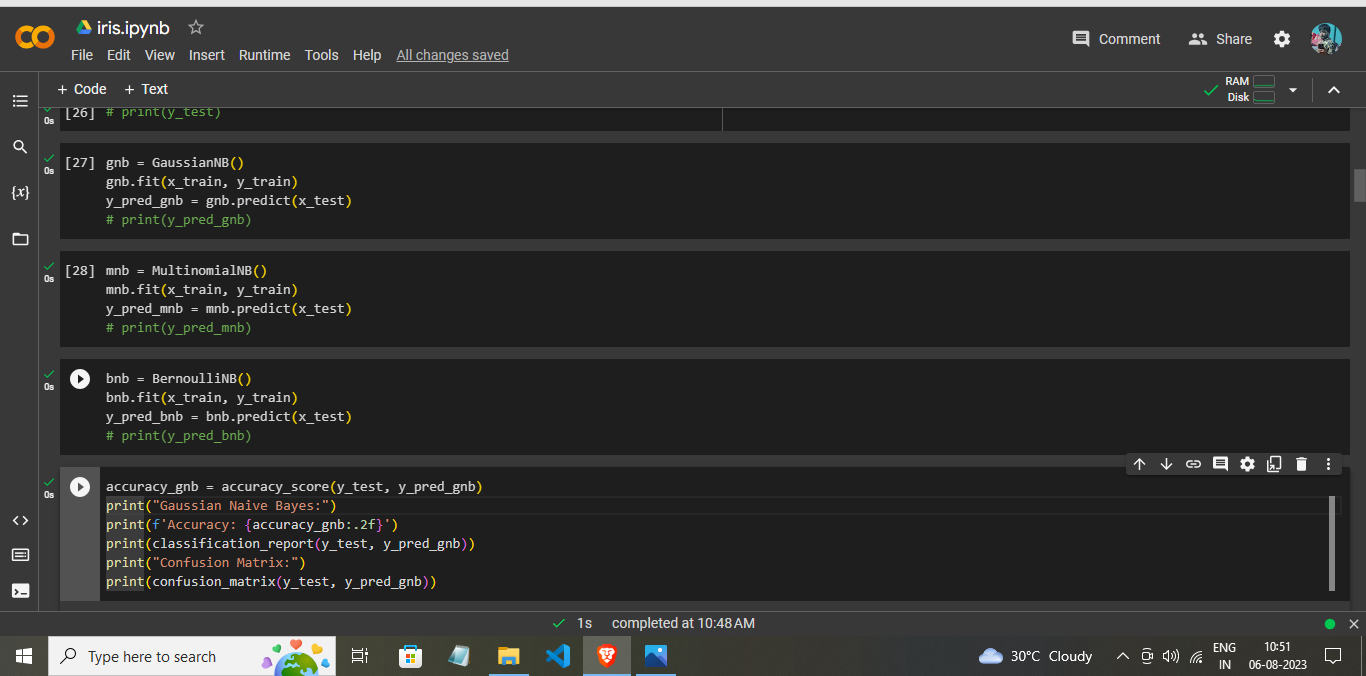 iris.ipynb
File Edit View Insert Runtime Tools Help All changes saved
Comment Share
+ Code + Text
RAM
Disk
[26] # print(y_test)
0s
[27] gnb = GaussianNB()
0s
gnb.fit(x_train, y_train)
y_pred_gnb = gnb.predict(x_test)
# print(y_pred_gnb)
{x}
[28] mnb = MultinomialNB()
0s
mnb.fit(x_train, y_train)
y_pred_mnb = mnb.predict(x_test)
# print(y_pred_mnb)
bnb = BernoulliNB()
0s
bnb.fit(x_train, y_train)
y_pred_bnb = bnb.predict(x_test)
# print(y_pred_bnb)
accuracy_gnb = accuracy_score(y_test, y_pred_gnb)
0s
print("Gaussian Naive Bayes:")
print(f'Accuracy: {accuracy_gnb:.2f}')
print(classification_report(y_test, y_pred_gnb))
print("Confusion Matrix:")
print(confusion_matrix(y_test, y_pred_gnb))
1s completed at 10:48 AM
Type here to search
30°C Cloudy
ENG
IN
10:51
06-08-2023